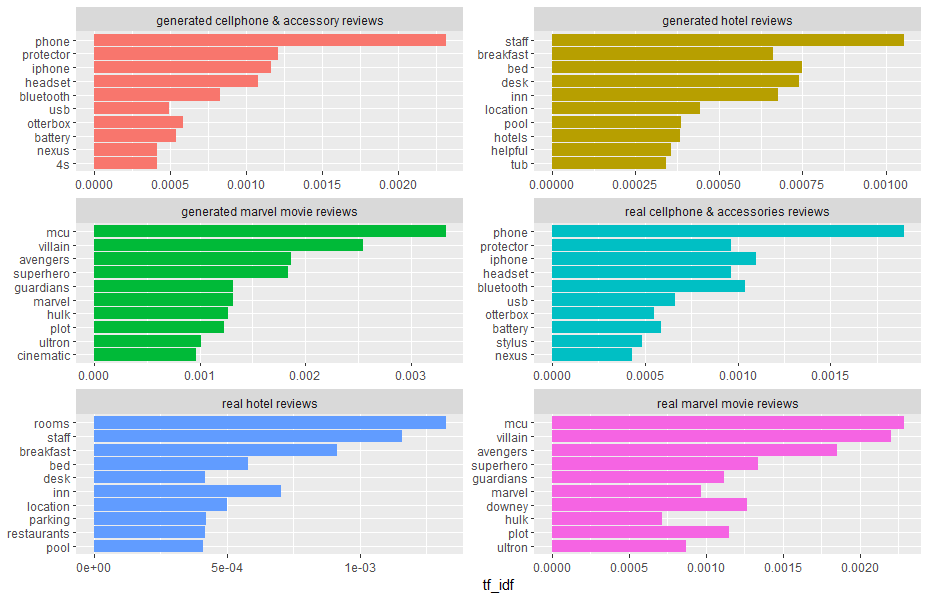 generated cellphone & accessory reviews
phone
protector
iphone
headset
bluetooth
usb
otterbox
battery
nexus
4s
0.0000 0.0005 0.0010 0.0015 0.0020
generated hotel reviews
staff
breakfast
bed
desk
inn
location
pool
hotels
helpful
tub
0.00000 0.00025 0.00050 0.00075 0.00100
generated marvel movie reviews
mcu
villain
avengers
superhero
guardians
marvel
hulk
plot
ultron
cinematic
0.000 0.001 0.002 0.003
real cellphone & accessories reviews
phone
protector
iphone
headset
bluetooth
usb
otterbox
battery
stylus
nexus
0.0000 0.0005 0.0010 0.0015
real hotel reviews
rooms
staff
breakfast
bed
desk
inn
location
parking
restaurants
pool
0e+00 5e-04 1e-03
real marvel movie reviews
mcu
villain
avengers
superhero
guardians
marvel
downey
hulk
plot
ultron
0.0000 0.0005 0.0010 0.0015 0.0020
tf_idf